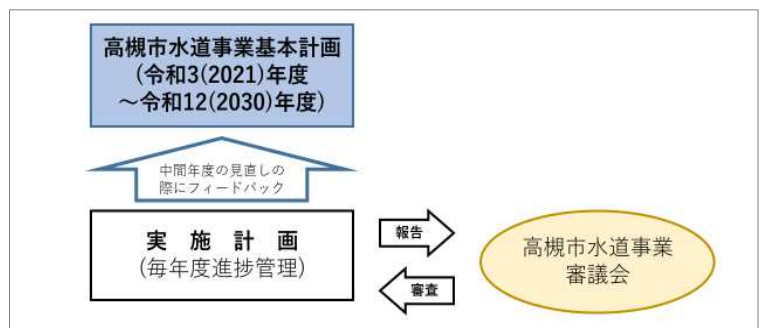 高槻市水道事業基本計画
(令和3(2021)年度
～令和12(2030)年度)
中間年度の見直しの
際にフィードバック
実施計画
(毎年度進捗管理)
報告
審査
高槻市水道事業
審議会